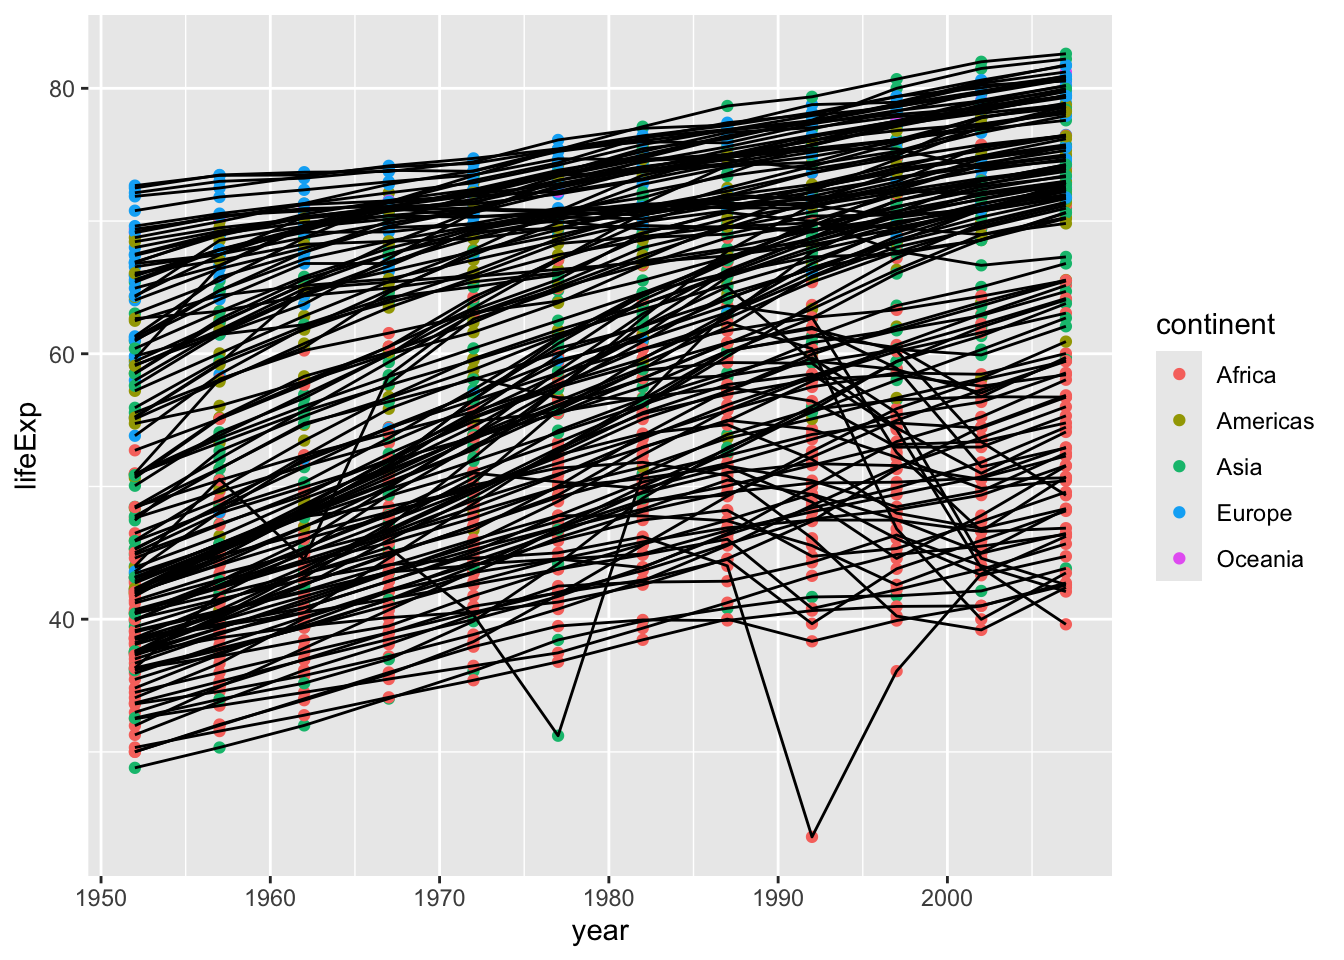 80
60
40
lifeExp
1950 1960 1970 1980 1990 2000
year
continent
Africa
Americas
Asia
Europe
Oceania